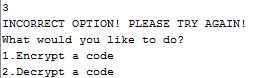 3
INCORRECT OPTION! PLEASE TRY AGAIN!
What would you like to do?
1.Encrypt a code
2.Decrypt a code